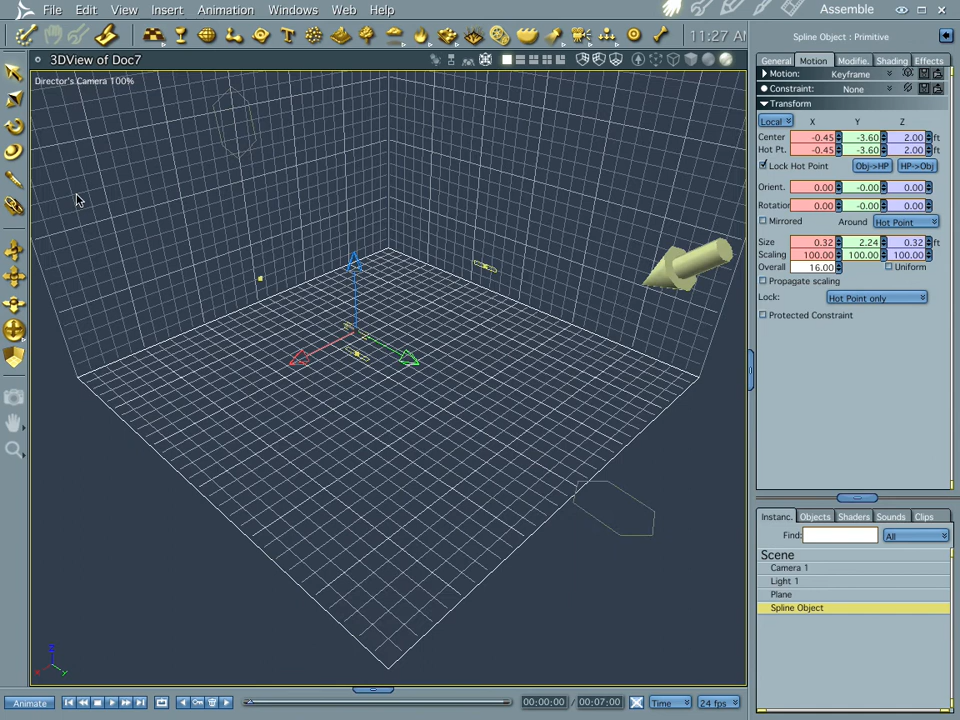 File Edit View Insert Animation Windows Web Help Assemble
11:27 AM
3DView of Doc7
Director's Camera 100%
Spline Object : Primitive
General Motion Modifie. Shading Effects
Motion: Keyframe
Constraint: None
Transform
Local X Y Z
Center -0.45 -3.60 2.00 ft
Hot Pt. -0.45 -3.60 2.00 ft
Lock Hot Point Obj->HP HP->Obj
Orient. 0.00 -0.00 0.00
Rotation 0.00 -0.00 0.00
Mirrored Around Hot Point
Size 0.32 2.24 0.32 ft
Scaling 100.00 100.00 100.00
Overall 16.00 Uniform
Propagate scaling
Lock: Hot Point only
Protected Constraint
Instanc. Objects Shaders Sounds Clips
Find: All
Scene
Camera 1
Light 1
Plane
Spline Object
X Y Z
Animate 00:00:00 / 00:07:00 Time 24 fps